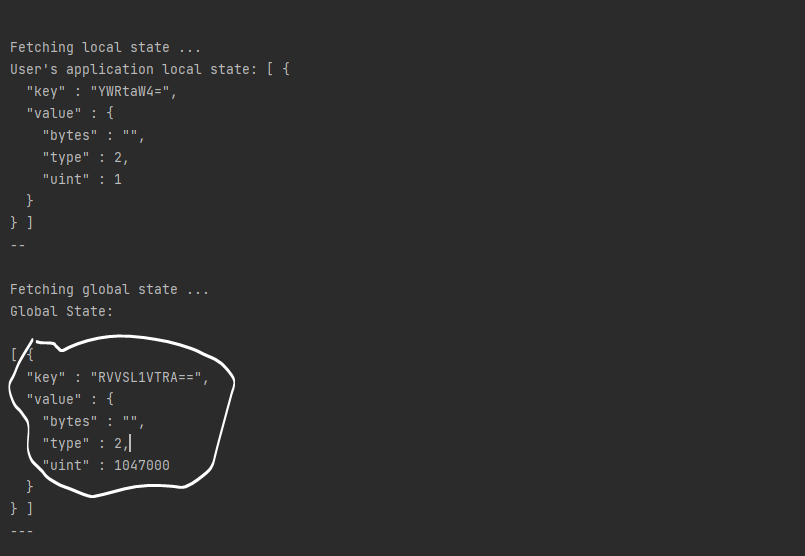 Fetching local state ...
User's application local state: [ {
  "key" : "YWRtaW4=",
  "value" : {
    "bytes" : "",
    "type" : 2,
    "uint" : 1
  }
} ]
--
Fetching global state ...
Global State:
[ {
  "key" : "RVVSL1VTRA==",
  "value" : {
    "bytes" : "",
    "type" : 2,
    "uint" : 1047000
  }
} ]
---